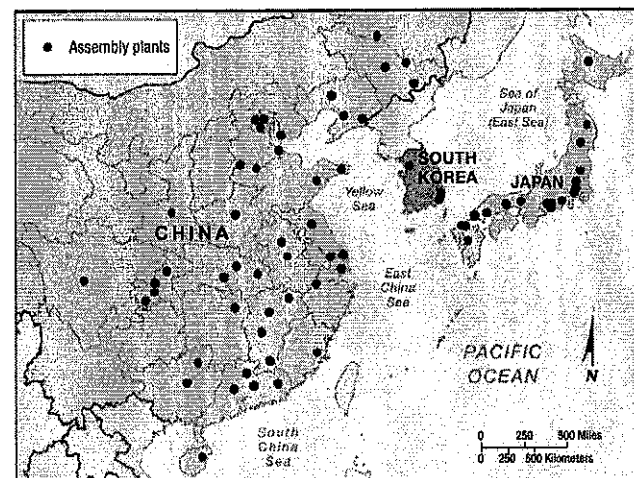 Assembly plants
Sea of
Japan
(East Sea)
SOUTH
KOREA
JAPAN
Yellow
Sea
CHINA
East
China
Sea
PACIFIC
OCEAN
N
South
China
Sea
0 250 500 Miles
0 250 500 Kilometers